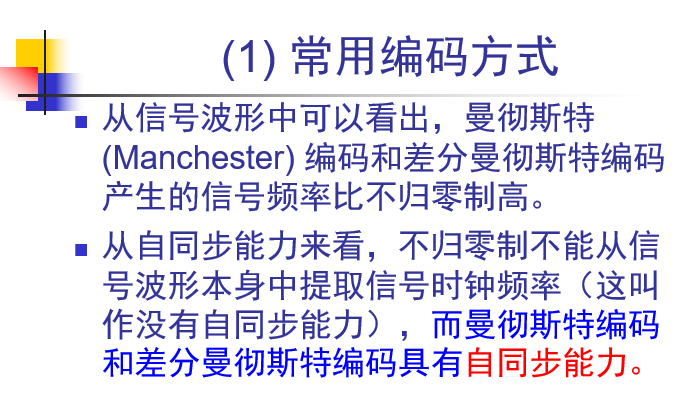 (1) 常用编码方式
从信号波形中可以看出，曼彻斯特
(Manchester) 编码和差分曼彻斯特编码
产生的信号频率比不归零制高。
从自同步能力来看，不归零制不能从信
号波形本身中提取信号时钟频率（这叫
作没有自同步能力），而曼彻斯特编码
和差分曼彻斯特编码具有自同步能力。